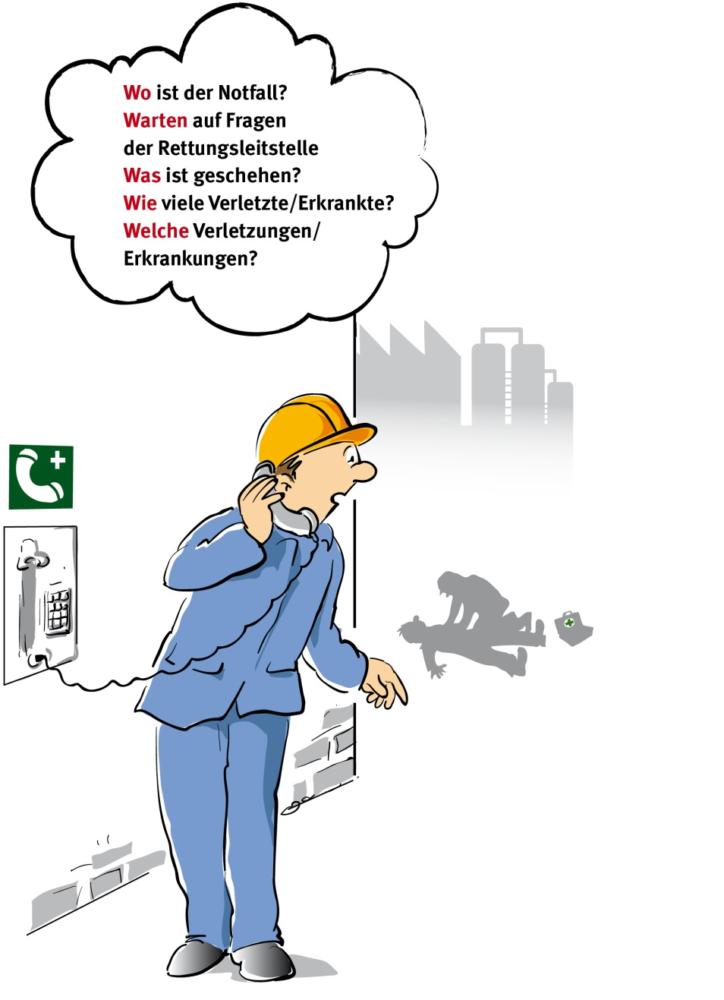 Wo ist der Notfall?
Warten auf Fragen
der Rettungsleitstelle
Was ist geschehen?
Wie viele Verletzte/Erkrankte?
Welche Verletzungen/
Erkrankungen?